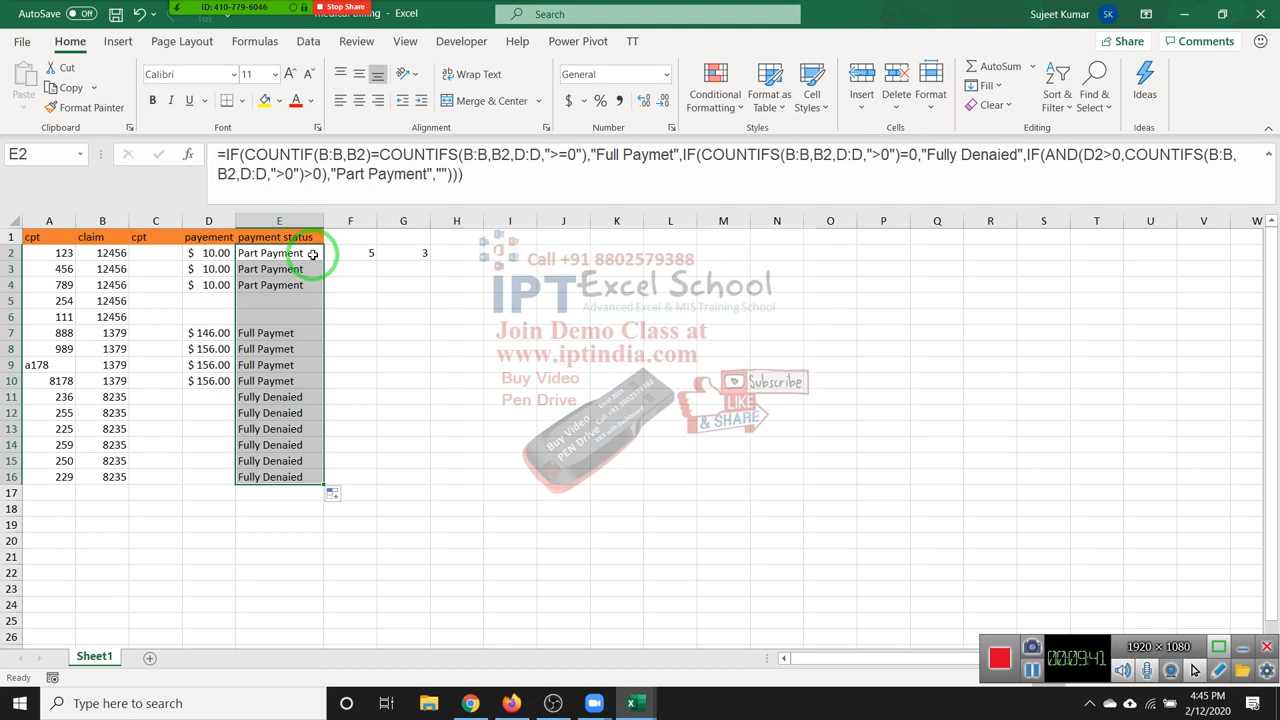 AutoSave Off medical billing - Excel Search Sujeet Kumar SK
ID: 410-779-6046 Stop Share
File Home Insert Draw Page Layout Formulas Data Review View Developer Help Power Pivot TT Share Comments
Cut Calibri 11 Wrap Text General AutoSum
Copy Fill
Paste Format Painter Merge & Center Conditional Formatting Format as Table Cell Styles Insert Delete Format Clear Sort & Filter Find & Select Ideas
Clipboard Font Alignment Number Styles Cells Editing Ideas
E2 =IF(COUNTIF(B:B,B2)=COUNTIFS(B:B,B2,D:D,">=0"),"Full Paymet",IF(COUNTIFS(B:B,B2,D:D,">0")=0,"Fully Denaied",IF(AND(D2>0,COUNTIFS(B:B,
B2,D:D,">0")>0),"Part Payment","")))
A B C D E F G H I J K L M N O P Q R S T U V W
1 cpt claim cpt payement payment status
2 123 12456 $ 10.00 Part Payment 5 3
3 456 12456 $ 10.00 Part Payment
4 789 12456 $ 10.00 Part Payment
5 254 12456
6 111 12456
7 888 1379 $ 146.00 Full Paymet
8 989 1379 $ 156.00 Full Paymet
9 a178 1379 $ 156.00 Full Paymet
10 8178 1379 $ 156.00 Full Paymet
11 236 8235 Fully Denaied
12 255 8235 Fully Denaied
13 225 8235 Fully Denaied
14 259 8235 Fully Denaied
15 250 8235 Fully Denaied
16 229 8235 Fully Denaied
17
18
19
20
21
22
23
24
25
26
Call +91 8802579388
IPT Excel School
Advanced Excel & MIS Training School
Join Demo Class at
www.iptindia.com
Buy Video
Pen Drive
Buy Video
PEN Drive
Call +91 8802579388
Subscribe
LIKE
& SHARE
Sheet1
Ready
1920 × 1080
00:09:41
Type here to search
4:45 PM
2/12/2020